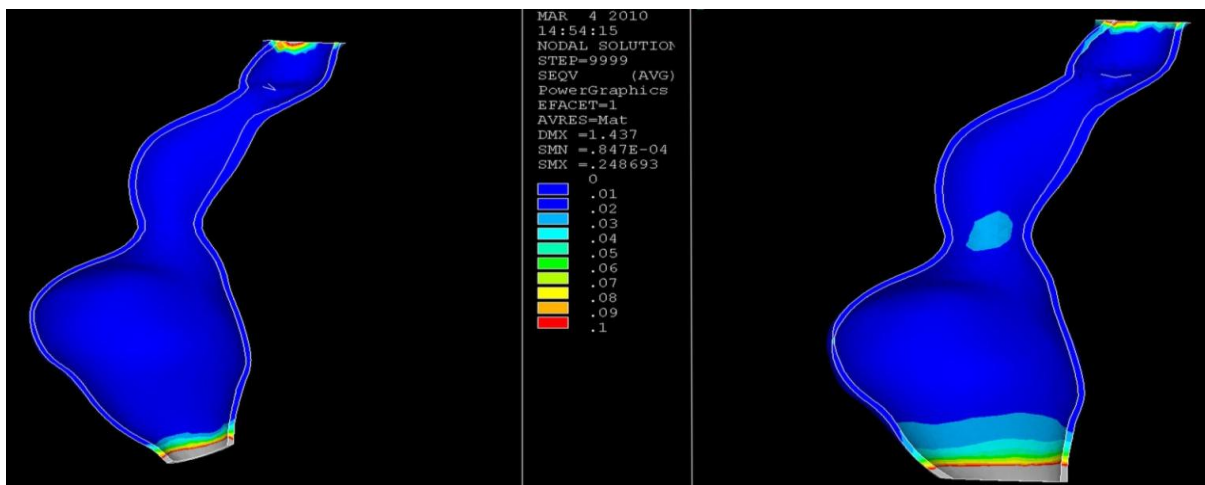 MAR 4 2010
14:54:15
NODAL SOLUTION
STEP=9999
SEQV (AVG)
PowerGraphics
EFACET=1
AVRES=Mat
DMX =1.437
SMN =.847E-04
SMX =.248693
0
.01
.02
.03
.04
.05
.06
.07
.08
.09
.1